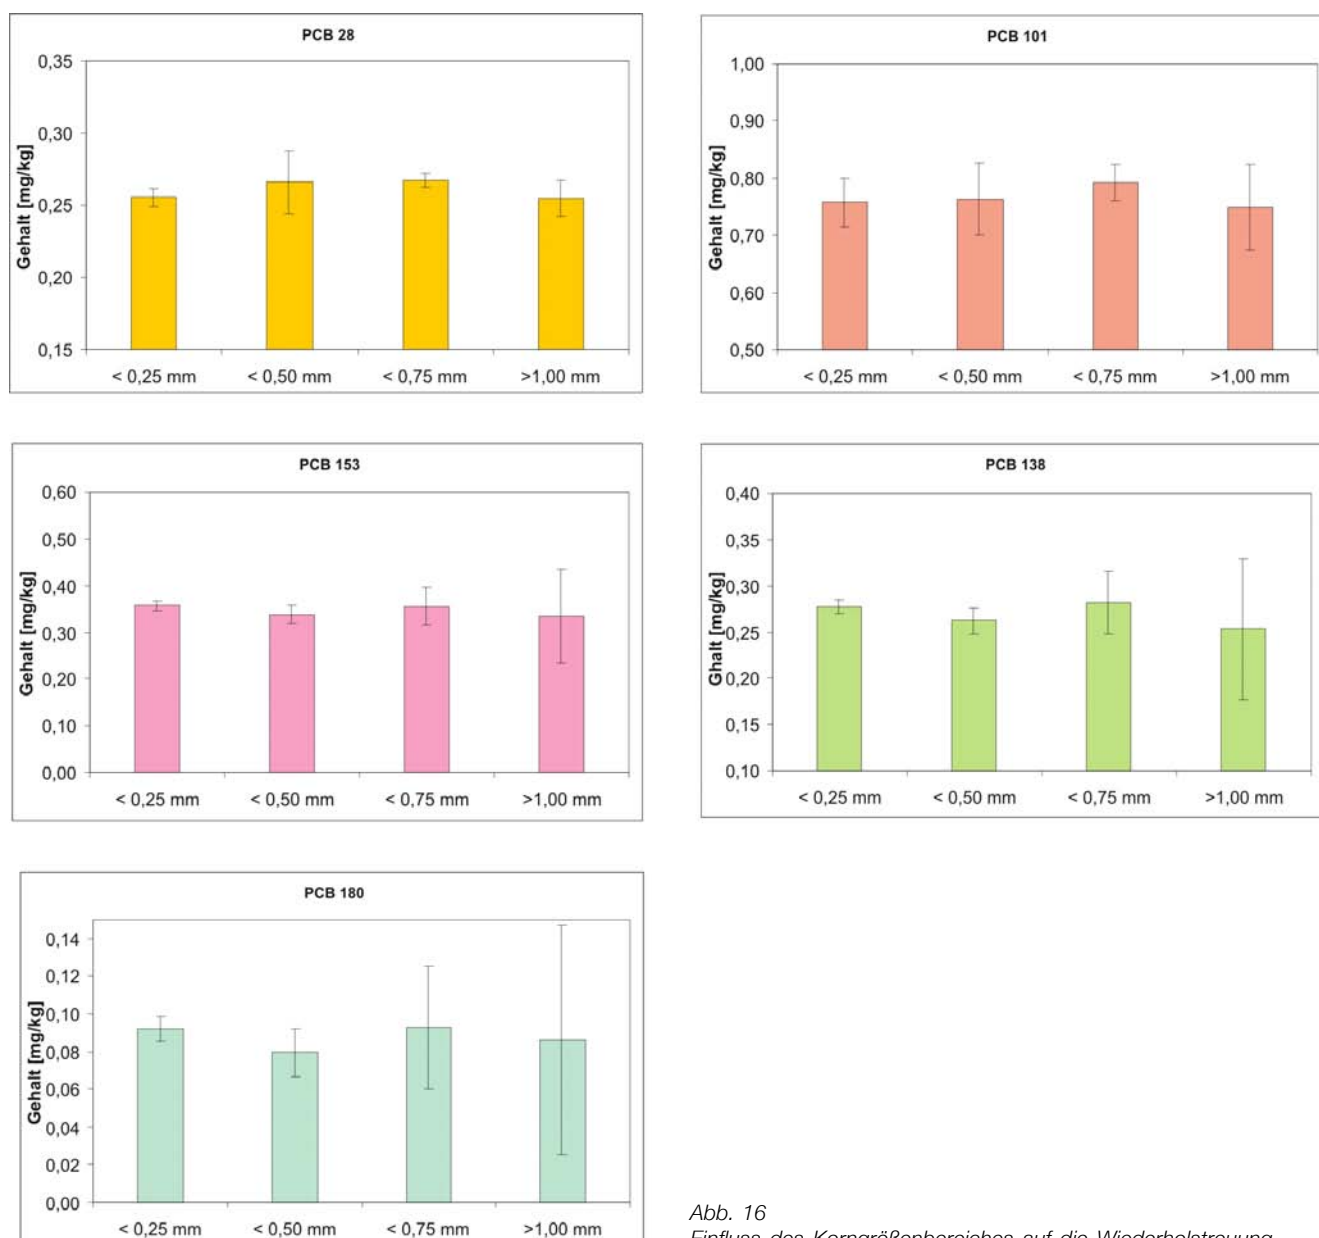 PCB 28
Gehalt [mg/kg]
0,35
0,30
0,25
0,20
0,15
< 0,25 mm < 0,50 mm < 0,75 mm >1,00 mm
PCB 101
Gehalt [mg/kg]
1,00
0,90
0,80
0,70
0,60
0,50
< 0,25 mm < 0,50 mm < 0,75 mm >1,00 mm
PCB 153
Gehalt [mg/kg]
0,60
0,50
0,40
0,30
0,20
0,10
0,00
< 0,25 mm < 0,50 mm < 0,75 mm >1,00 mm
PCB 138
Ghalt [mg/kg]
0,40
0,35
0,30
0,25
0,20
0,15
0,10
< 0,25 mm < 0,50 mm < 0,75 mm >1,00 mm
PCB 180
Gehalt [mg/kg]
0,14
0,12
0,10
0,08
0,06
0,04
0,02
0,00
< 0,25 mm < 0,50 mm < 0,75 mm >1,00 mm
Abb. 16
Einfluss des Korngrößenbereiches auf die Wiederholstreuung